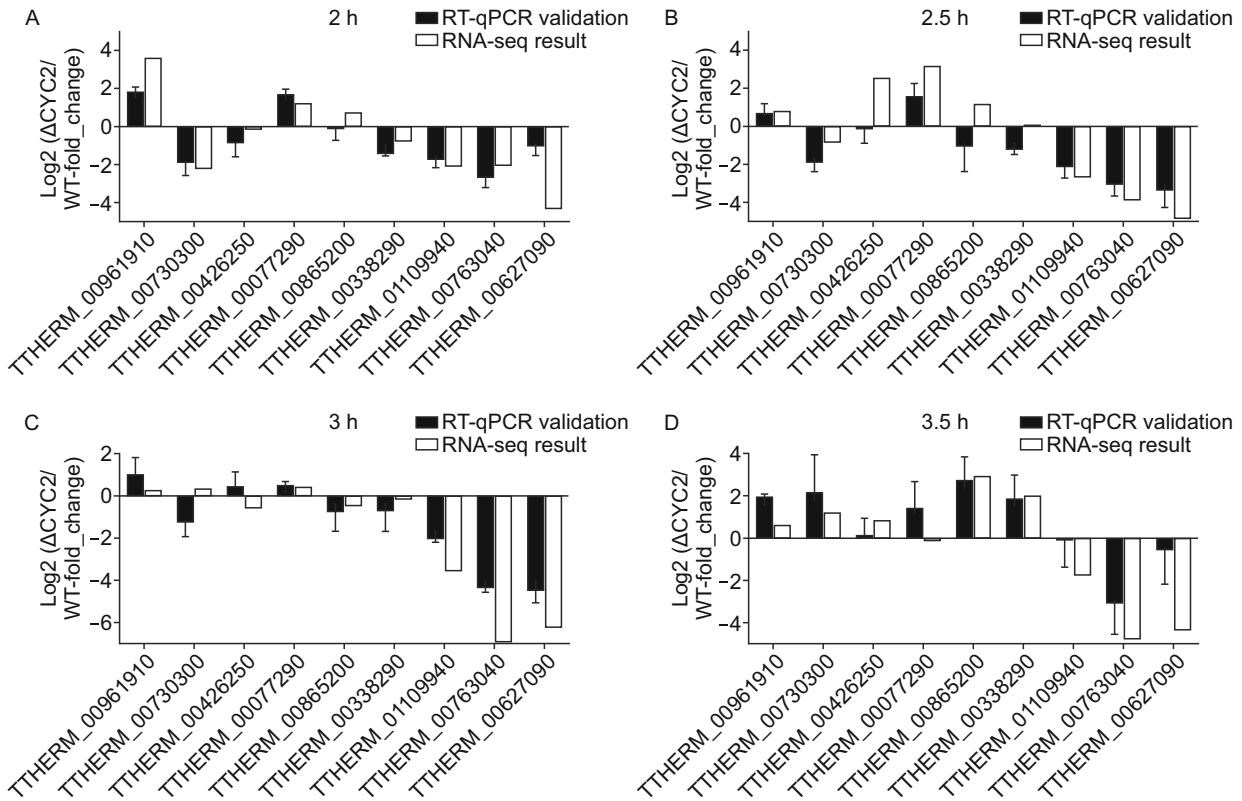 A
2 h
RT-qPCR validation
RNA-seq result
Log2 (ΔCYC2/
WT-fold_change)
4
2
0
−2
−4
TTHERM_00961910
TTHERM_00730300
TTHERM_00426250
TTHERM_00077290
TTHERM_00865200
TTHERM_00338290
TTHERM_01109940
TTHERM_00763040
TTHERM_00627090
B
2.5 h
RT-qPCR validation
RNA-seq result
Log2 (ΔCYC2/
WT-fold_change)
4
2
0
−2
−4
TTHERM_00961910
TTHERM_00730300
TTHERM_00426250
TTHERM_00077290
TTHERM_00865200
TTHERM_00338290
TTHERM_01109940
TTHERM_00763040
TTHERM_00627090
C
3 h
RT-qPCR validation
RNA-seq result
Log2 (ΔCYC2/
WT-fold_change)
2
0
−2
−4
−6
TTHERM_00961910
TTHERM_00730300
TTHERM_00426250
TTHERM_00077290
TTHERM_00865200
TTHERM_00338290
TTHERM_01109940
TTHERM_00763040
TTHERM_00627090
D
3.5 h
RT-qPCR validation
RNA-seq result
Log2 (ΔCYC2/
WT-fold_change)
4
2
0
−2
−4
TTHERM_00961910
TTHERM_00730300
TTHERM_00426250
TTHERM_00077290
TTHERM_00865200
TTHERM_00338290
TTHERM_01109940
TTHERM_00763040
TTHERM_00627090